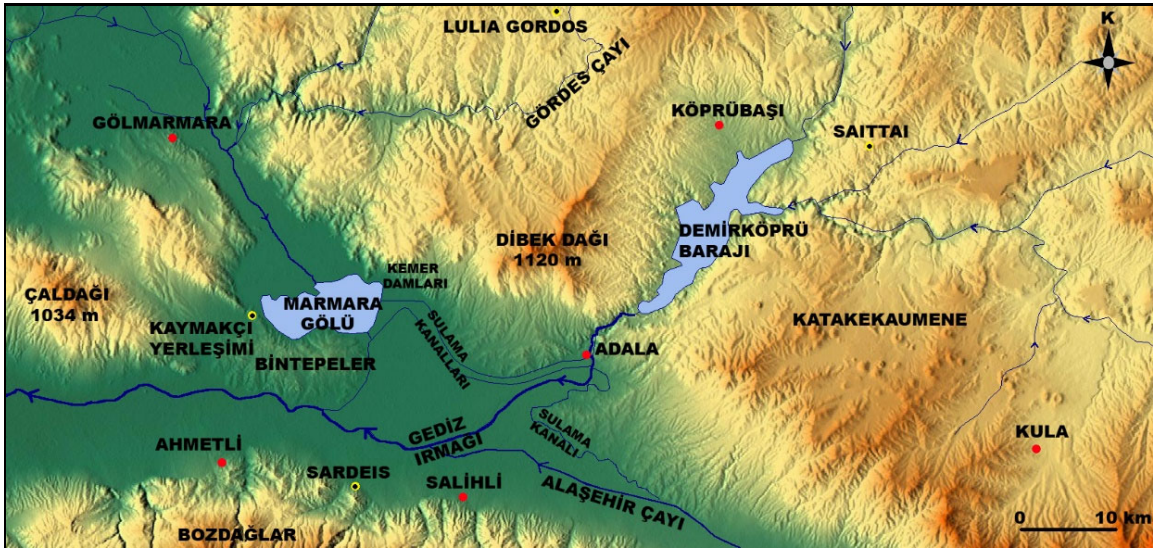 LULIA GORDOS
K
GÖRDES ÇAYI
GÖLMARMARA
KÖPRÜBAŞI
SAITTAI
DEMİRKÖPRÜ
BARAJI
DİBEK DAĞI
1120 m
KEMER
DAMLARI
ÇALDAĞI
1034 m
MARMARA
GÖLÜ
KAYMAKÇI
YERLEŞİMİ
KATAKEKAUMENE
SULAMA
KANALLARI
ADALA
BİNTEPELER
GEDİZ
IRMAĞI
SULAMA
KANALI
KULA
AHMETLİ
SARDEIS
SALİHLİ
ALAŞEHİR ÇAYI
0 10 km
BOZDAĞLAR